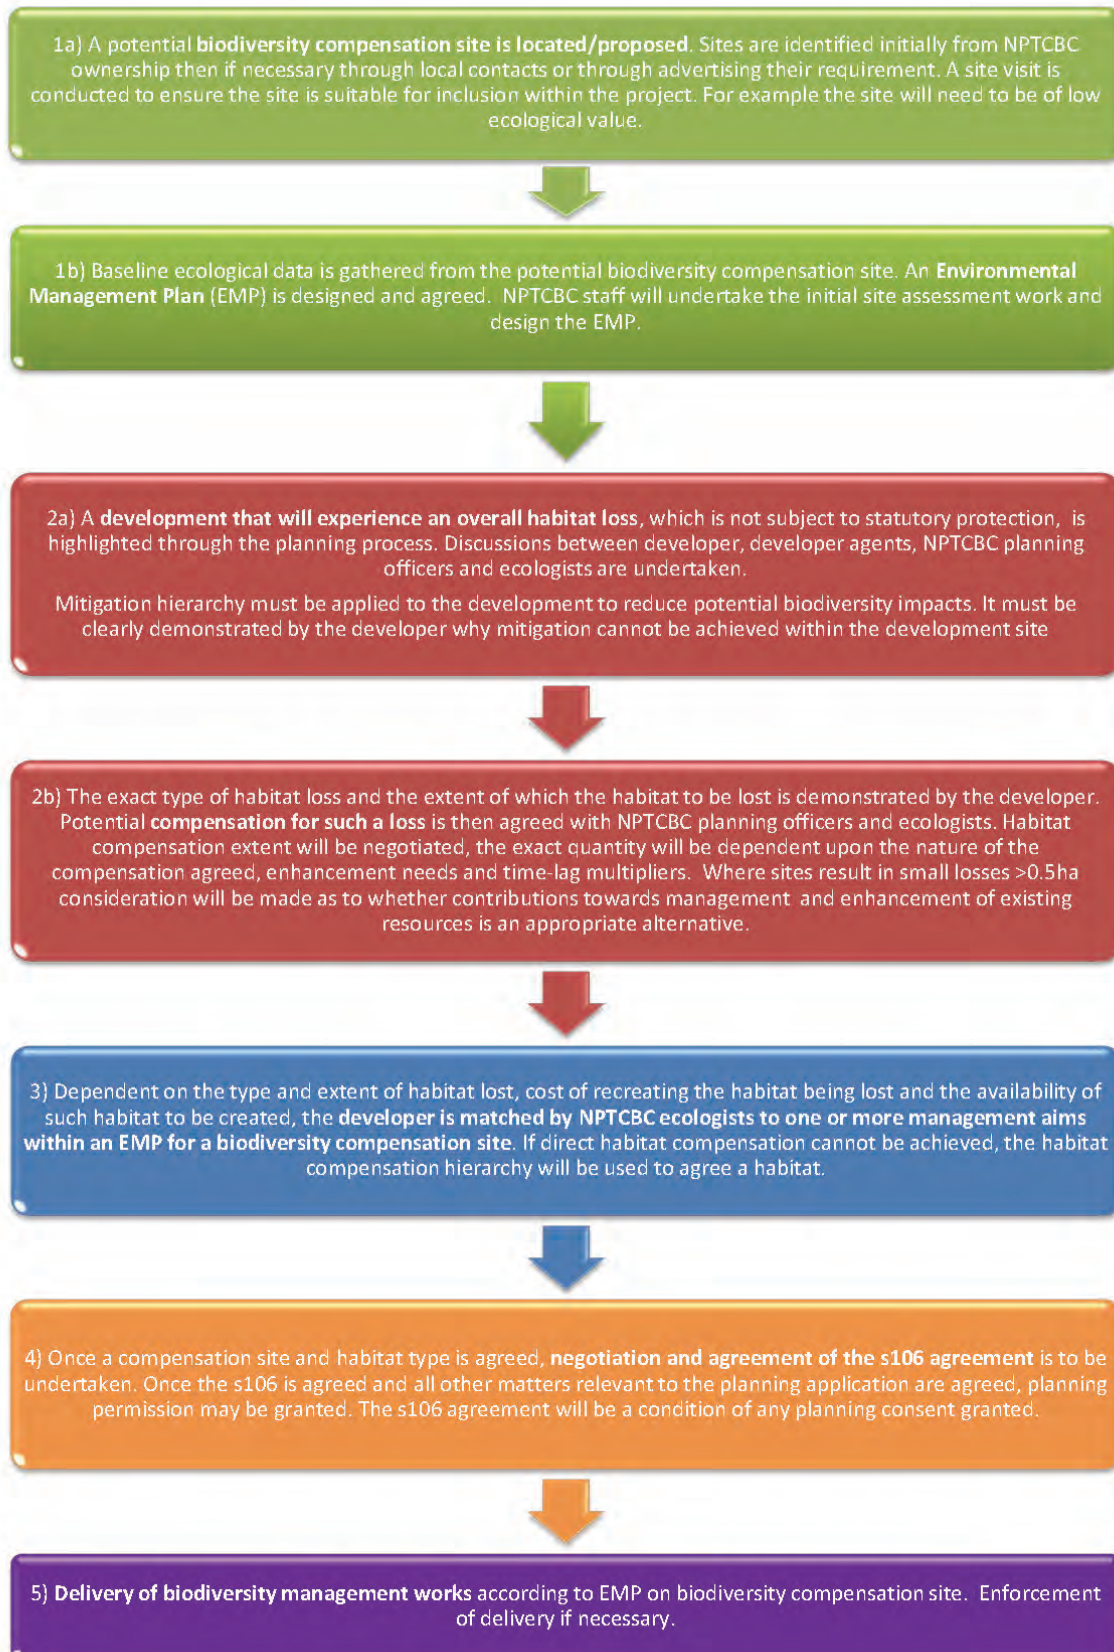 1a) A potential biodiversity compensation site is located/proposed. Sites are identified initially from NPTCBC
ownership then if necessary through local contacts or through advertising their requirement. A site visit is
conducted to ensure the site is suitable for inclusion within the project. For example the site will need to be of low
ecological value.
1b) Baseline ecological data is gathered from the potential biodiversity compensation site. An Environmental
Management Plan (EMP) is designed and agreed. NPTCBC staff will undertake the initial site assessment work and
design the EMP.
2a) A development that will experience an overall habitat loss, which is not subject to statutory protection, is
highlighted through the planning process. Discussions between developer, developer agents, NPTCBC planning
officers and ecologists are undertaken.
Mitigation hierarchy must be applied to the development to reduce potential biodiversity impacts. It must be
clearly demonstrated by the developer why mitigation cannot be achieved within the development site
2b) The exact type of habitat loss and the extent of which the habitat to be lost is demonstrated by the developer.
Potential compensation for such a loss is then agreed with NPTCBC planning officers and ecologists. Habitat
compensation extent will be negotiated, the exact quantity will be dependent upon the nature of the
compensation agreed, enhancement needs and time-lag multipliers. Where sites result in small losses >0.5ha
consideration will be made as to whether contributions towards management and enhancement of existing
resources is an appropriate alternative.
3) Dependent on the type and extent of habitat lost, cost of recreating the habitat being lost and the availability of
such habitat to be created, the developer is matched by NPTCBC ecologists to one or more management aims
within an EMP for a biodiversity compensation site. If direct habitat compensation cannot be achieved, the habitat
compensation hierarchy will be used to agree a habitat.
4) Once a compensation site and habitat type is agreed, negotiation and agreement of the s106 agreement is to be
undertaken. Once the s106 is agreed and all other matters relevant to the planning application are agreed, planning
permission may be granted. The s106 agreement will be a condition of any planning consent granted.
5) Delivery of biodiversity management works according to EMP on biodiversity compensation site. Enforcement
of delivery if necessary.